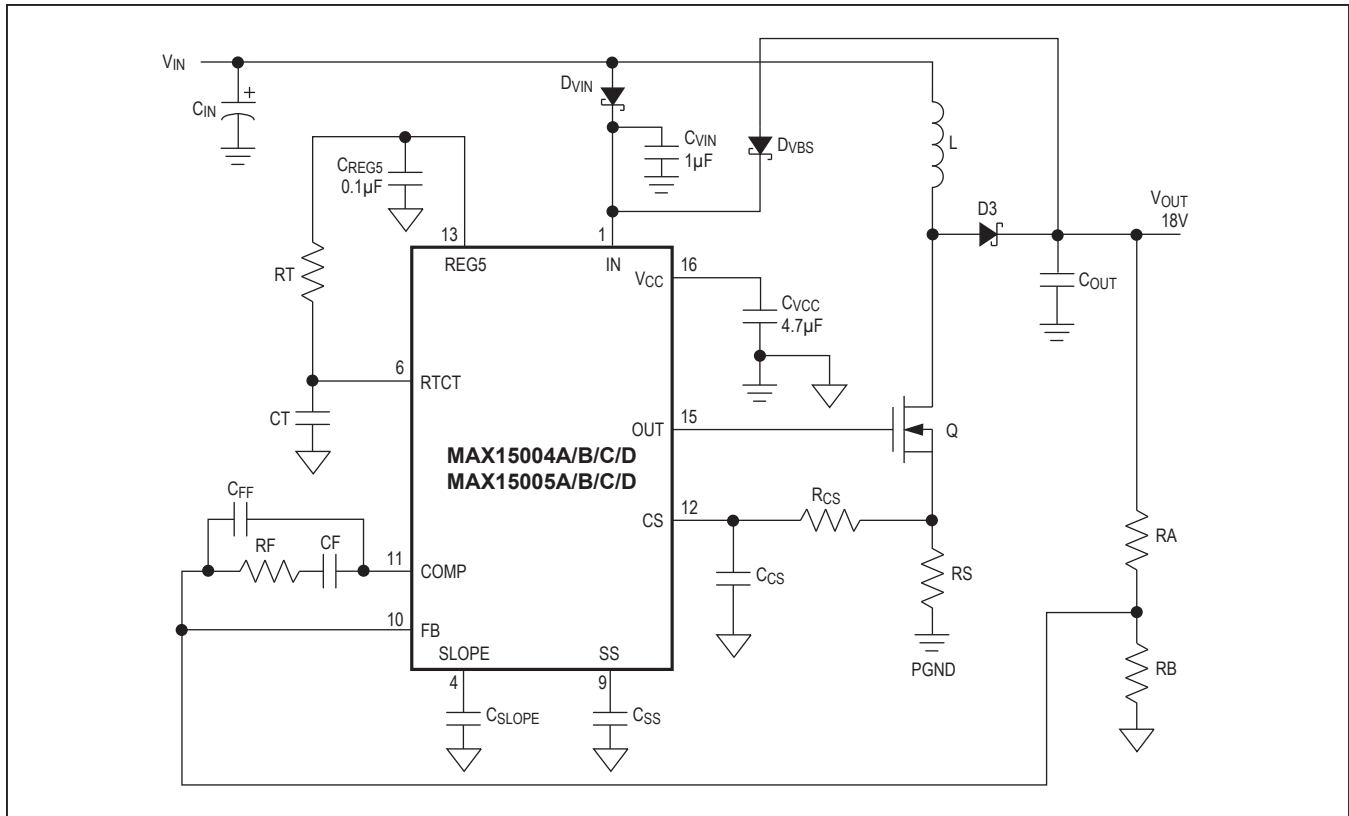 VIN
CIN
+
DVIN
CVIN
1µF
DVBS
L
CREG5
0.1µF
D3
VOUT
18V
13
1
REG5
IN
16
VCC
RT
CVCC
4.7µF
COUT
6
RTCT
CT
15
OUT
Q
MAX15004A/B/C/D
MAX15005A/B/C/D
CFF
RF
CF
11
COMP
12
CS
RCS
CCS
RS
RA
10
FB
SLOPE
SS
4
9
PGND
RB
CSLOPE
CSS